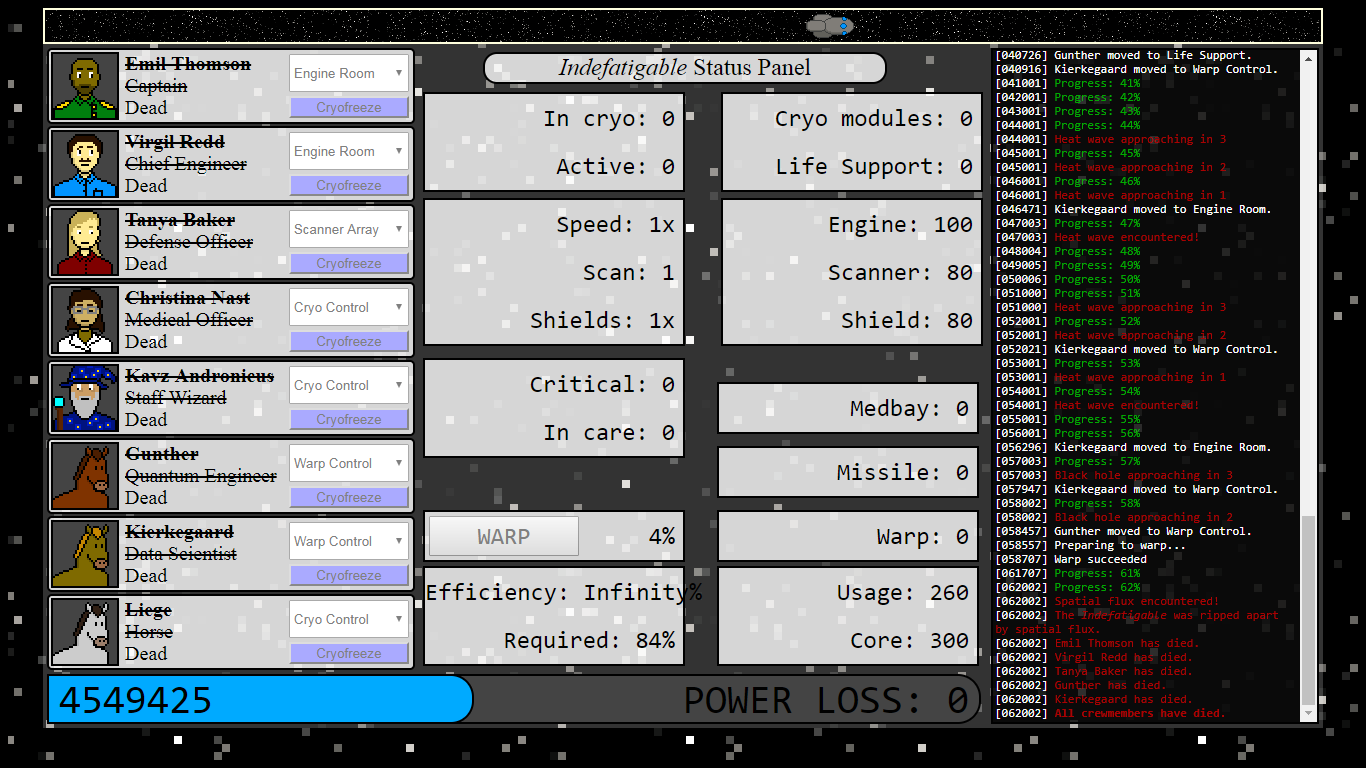 Emil Thomson
Captain
Dead
Engine Room
Cryofreeze
Virgil Redd
Chief Engineer
Dead
Engine Room
Cryofreeze
Tanya Baker
Defense Officer
Dead
Scanner Array
Cryofreeze
Christina Nast
Medical Officer
Dead
Cryo Control
Cryofreeze
Kavz Andronicus
Staff Wizard
Dead
Cryo Control
Cryofreeze
Gunther
Quantum Engineer
Dead
Warp Control
Cryofreeze
Kierkegaard
Data Scientist
Dead
Warp Control
Cryofreeze
Liege
Horse
Dead
Cryo Control
Cryofreeze
Indefatigable Status Panel
In cryo: 0
Active: 0
Cryo modules: 0
Life Support: 0
Speed: 1x
Scan: 1
Shields: 1x
Engine: 100
Scanner: 80
Shield: 80
Critical: 0
In care: 0
Medbay: 0
Missile: 0
WARP 4%
Warp: 0
Efficiency: Infinity%
Required: 84%
Usage: 260
Core: 300
4549425
POWER LOSS: 0
[040726] Gunther moved to Life Support.
[040916] Kierkegaard moved to Warp Control.
[041001] Progress: 41%
[042001] Progress: 42%
[043001] Progress: 43%
[044001] Progress: 44%
[044001] Heat wave approaching in 3
[045001] Progress: 45%
[045001] Heat wave approaching in 2
[046001] Progress: 46%
[046001] Heat wave approaching in 1
[046471] Kierkegaard moved to Engine Room.
[047003] Progress: 47%
[047003] Heat wave encountered!
[048004] Progress: 48%
[049005] Progress: 49%
[050006] Progress: 50%
[051000] Progress: 51%
[051000] Heat wave approaching in 3
[052001] Progress: 52%
[052001] Heat wave approaching in 2
[052021] Kierkegaard moved to Warp Control.
[053001] Progress: 53%
[053001] Heat wave approaching in 1
[054001] Progress: 54%
[054001] Heat wave encountered!
[055001] Progress: 55%
[056001] Progress: 56%
[056296] Kierkegaard moved to Engine Room.
[057003] Progress: 57%
[057003] Black hole approaching in 3
[057947] Kierkegaard moved to Warp Control.
[058002] Progress: 58%
[058002] Black hole approaching in 2
[058457] Gunther moved to Warp Control.
[058557] Preparing to warp...
[058707] Warp succeeded
[061707] Progress: 61%
[062002] Progress: 62%
[062002] Spatial flux encountered!
[062002] The Indefatigable was ripped apart
by spatial flux.
[062002] Emil Thomson has died.
[062002] Virgil Redd has died.
[062002] Tanya Baker has died.
[062002] Gunther has died.
[062002] Kierkegaard has died.
[062002] All crewmembers have died.